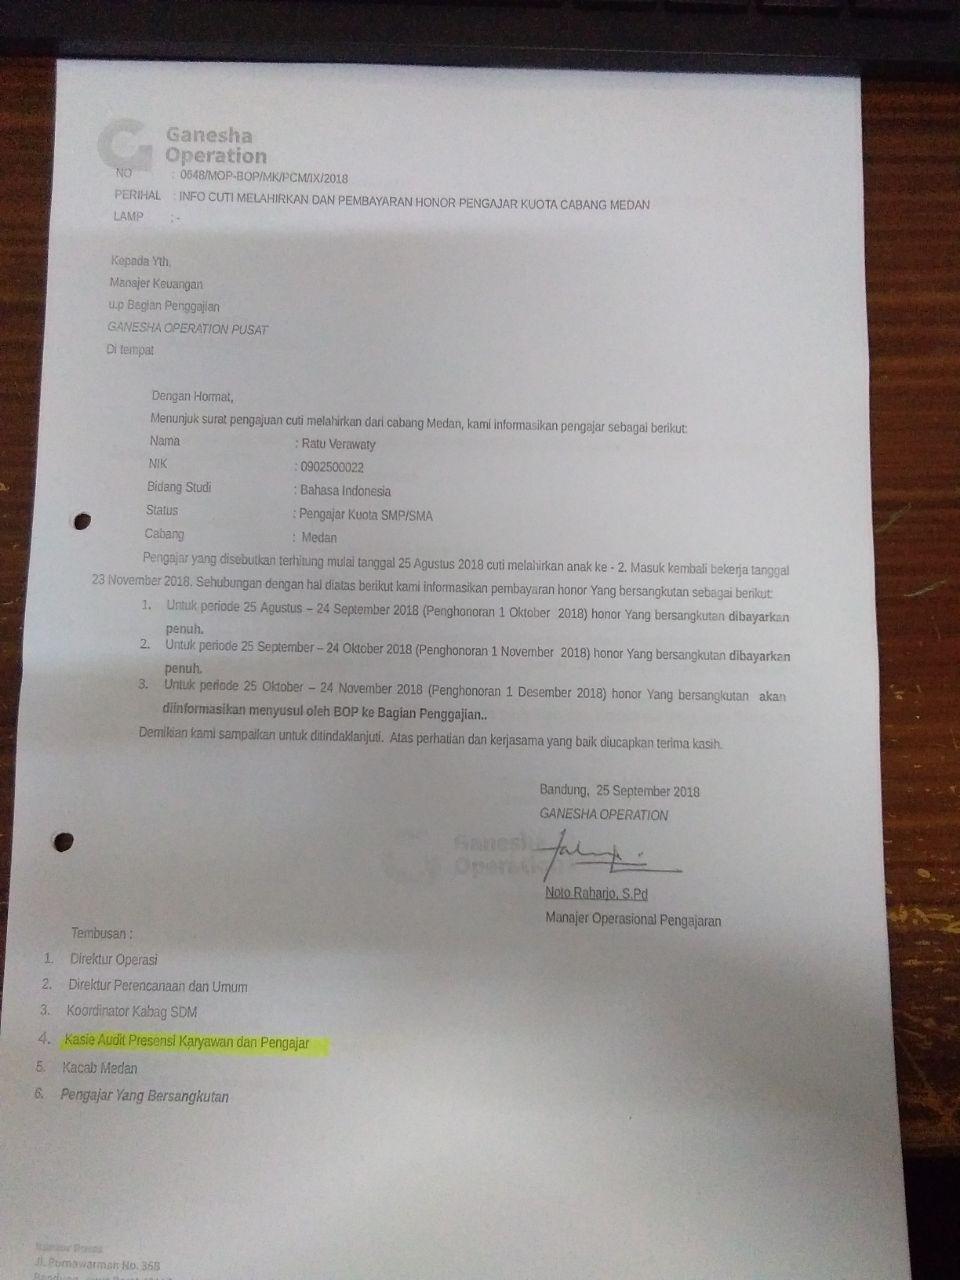 Ganesha
Operation
NO : 0648/MOP-BOP/MK/PCM/IX/2018
PERIHAL : INFO CUTI MELAHIRKAN DAN PEMBAYARAN HONOR PENGAJAR KUOTA CABANG MEDAN
LAMP : -
Kepada Yth.
Manajer Keuangan
u.p Bagian Penggajian
GANESHA OPERATION PUSAT
Di tempat
Dengan Hormat,
Menunjuk surat pengajuan cuti melahirkan dari cabang Medan, kami informasikan pengajar sebagai berikut:
Nama : Ratu Verawaty
NIK : 0902500022
Bidang Studi : Bahasa Indonesia
Status : Pengajar Kuota SMP/SMA
Cabang : Medan
Pengajar yang disebutkan terhitung mulai tanggal 25 Agustus 2018 cuti melahirkan anak ke - 2. Masuk kembali bekerja tanggal
23 November 2018. Sehubungan dengan hal diatas berikut kami informasikan pembayaran honor Yang bersangkutan sebagai berikut:
1. Untuk periode 25 Agustus – 24 September 2018 (Penghonoran 1 Oktober 2018) honor Yang bersangkutan dibayarkan
penuh.
2. Untuk periode 25 September – 24 Oktober 2018 (Penghonoran 1 November 2018) honor Yang bersangkutan dibayarkan
penuh.
3. Untuk periode 25 Oktober – 24 November 2018 (Penghonoran 1 Desember 2018) honor Yang bersangkutan akan
diinformasikan menyusul oleh BOP ke Bagian Penggajian..
Demikian kami sampaikan untuk ditindaklanjuti. Atas perhatian dan kerjasama yang baik diucapkan terima kasih.
Bandung, 25 September 2018
GANESHA OPERATION
Ganesha
Operation
Noto Raharjo, S.Pd
Manajer Operasional Pengajaran
Tembusan :
1. Direktur Operasi
2. Direktur Perencanaan dan Umum
3. Koordinator Kabag SDM
4. Kasie Audit Presensi Karyawan dan Pengajar
5. Kacab Medan
6. Pengajar Yang Bersangkutan
Kantor Pusat
Jl. Purnawarman No. 36B